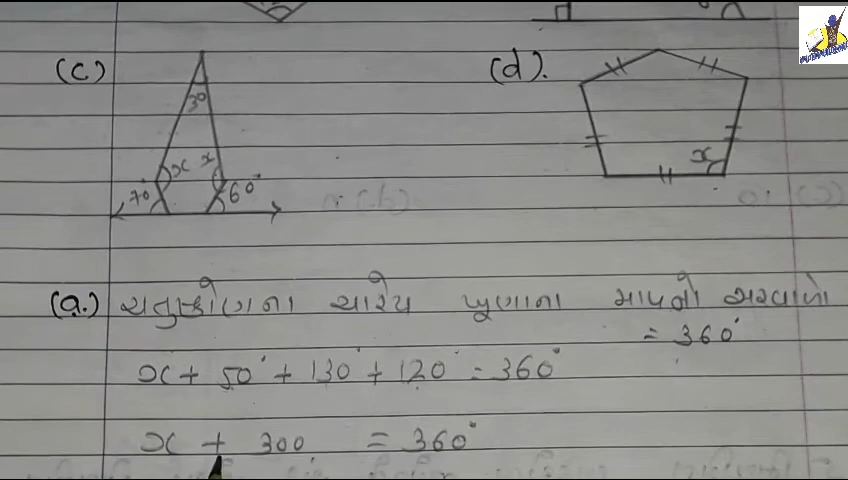 (c)
30
x x
70° 60°
(d).
x
(a.) ચતુષ્કોણના ચારેય ખૂણાના માપનો સરવાળો
= 360°
x + 50° + 130° + 120° = 360°
x + 300 = 360°